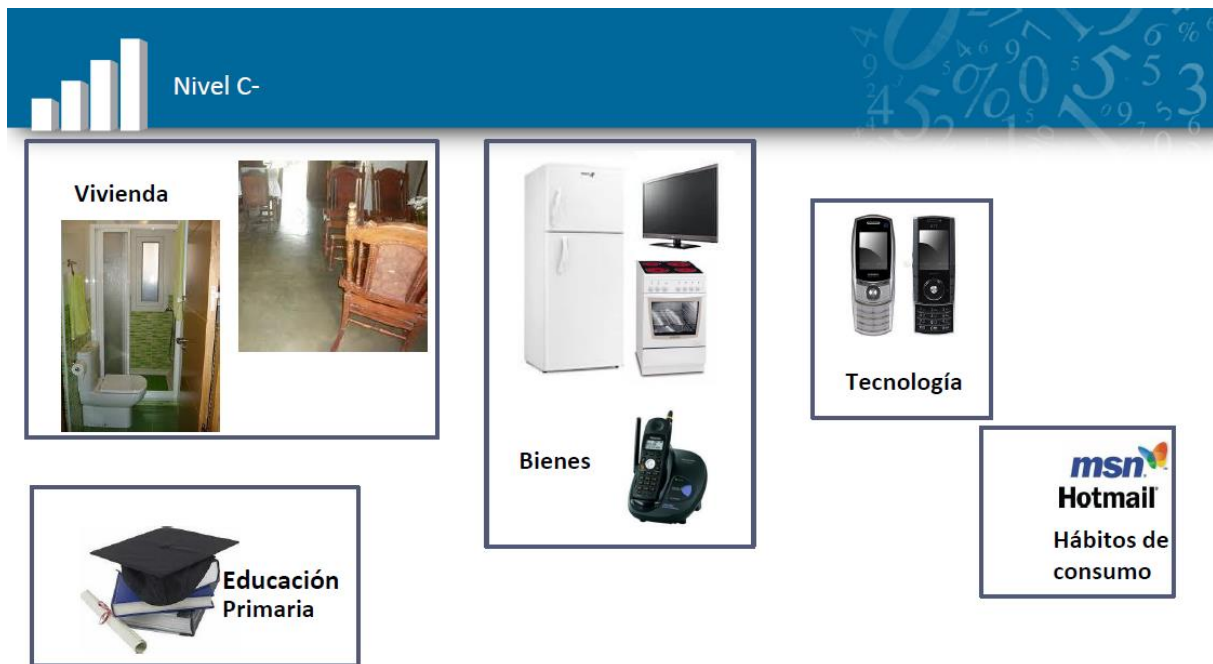 Nivel C-
Vivienda
Bienes
Tecnología
msn
Hotmail
Hábitos de
consumo
Educación
Primaria